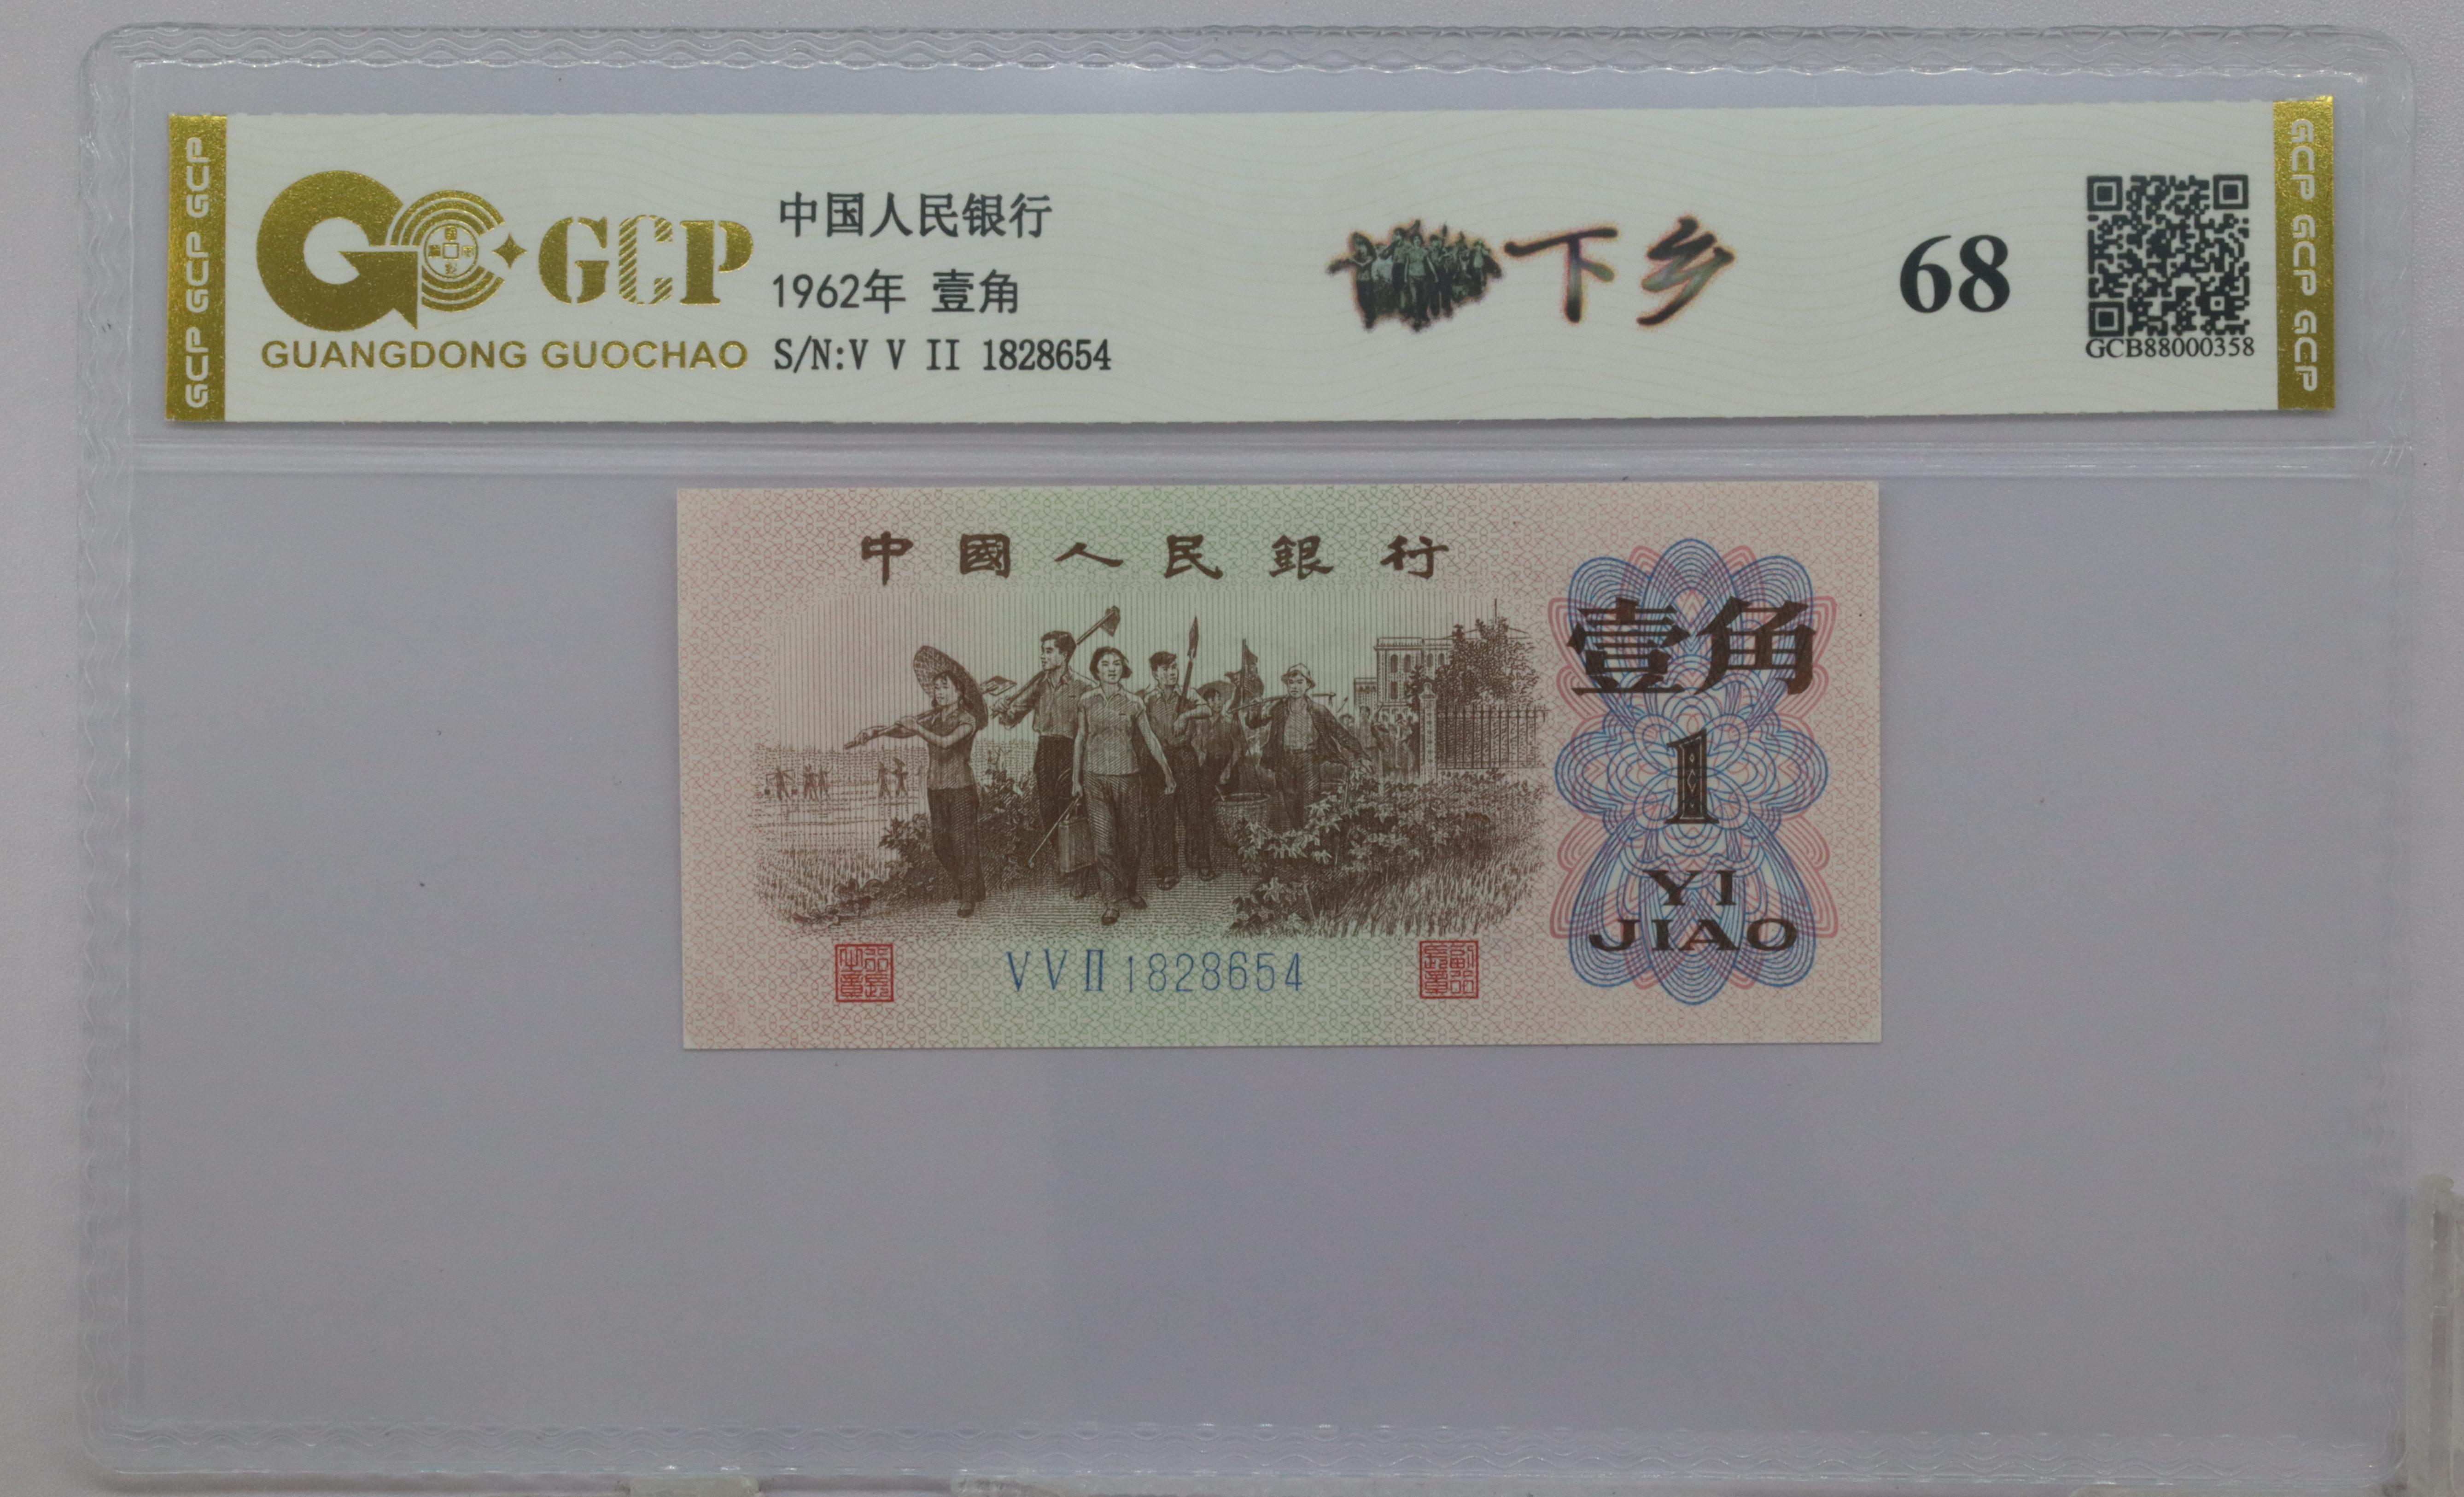 GCP GCP GCP
GCP
GUANGDONG GUOCHAO
中国人民银行
1962年 壹角
S/N:V V II 1828654
下乡
68
GCB88000358
GCP GCP GCP
中國人民銀行
壹角
1
YI
JIAO
VVⅡ1828654